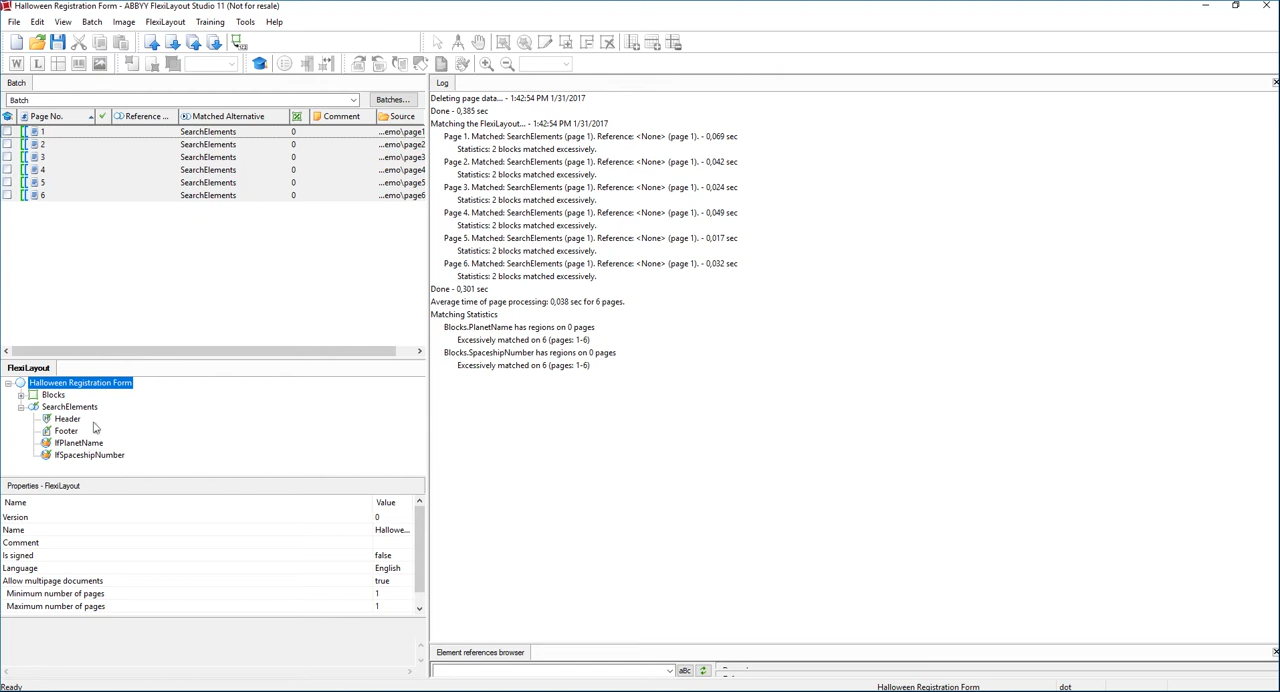 Halloween Registration Form - ABBYY FlexiLayout Studio 11 (Not for resale)
File Edit View Batch Image FlexiLayout Training Tools Help
Batch Log
Batch Batches...
Page No. Reference ... Matched Alternative Comment Source
1 SearchElements 0 ...emo\page1
2 SearchElements 0 ...emo\page2
3 SearchElements 0 ...emo\page3
4 SearchElements 0 ...emo\page4
5 SearchElements 0 ...emo\page5
6 SearchElements 0 ...emo\page6
Deleting page data... - 1:42:54 PM 1/31/2017
Done - 0,385 sec
Matching the FlexiLayout... - 1:42:54 PM 1/31/2017
Page 1. Matched: SearchElements (page 1). Reference: <None> (page 1). - 0,069 sec
Statistics: 2 blocks matched excessively.
Page 2. Matched: SearchElements (page 1). Reference: <None> (page 1). - 0,042 sec
Statistics: 2 blocks matched excessively.
Page 3. Matched: SearchElements (page 1). Reference: <None> (page 1). - 0,024 sec
Statistics: 2 blocks matched excessively.
Page 4. Matched: SearchElements (page 1). Reference: <None> (page 1). - 0,049 sec
Statistics: 2 blocks matched excessively.
Page 5. Matched: SearchElements (page 1). Reference: <None> (page 1). - 0,017 sec
Statistics: 2 blocks matched excessively.
Page 6. Matched: SearchElements (page 1). Reference: <None> (page 1). - 0,032 sec
Statistics: 2 blocks matched excessively.
Done - 0,301 sec
Average time of page processing: 0,038 sec for 6 pages.
Matching Statistics
Blocks.PlanetName has regions on 0 pages
Excessively matched on 6 (pages: 1-6)
Blocks.SpaceshipNumber has regions on 0 pages
Excessively matched on 6 (pages: 1-6)
FlexiLayout
Halloween Registration Form
Blocks
SearchElements
Header
Footer
IfPlanetName
IfSpaceshipNumber
Properties - FlexiLayout
Name Value
Version 0
Name Hallowe...
Comment
Is signed false
Language English
Allow multipage documents true
Minimum number of pages 1
Maximum number of pages 1
Element references browser
aBc
Ready Halloween Registration Form dot